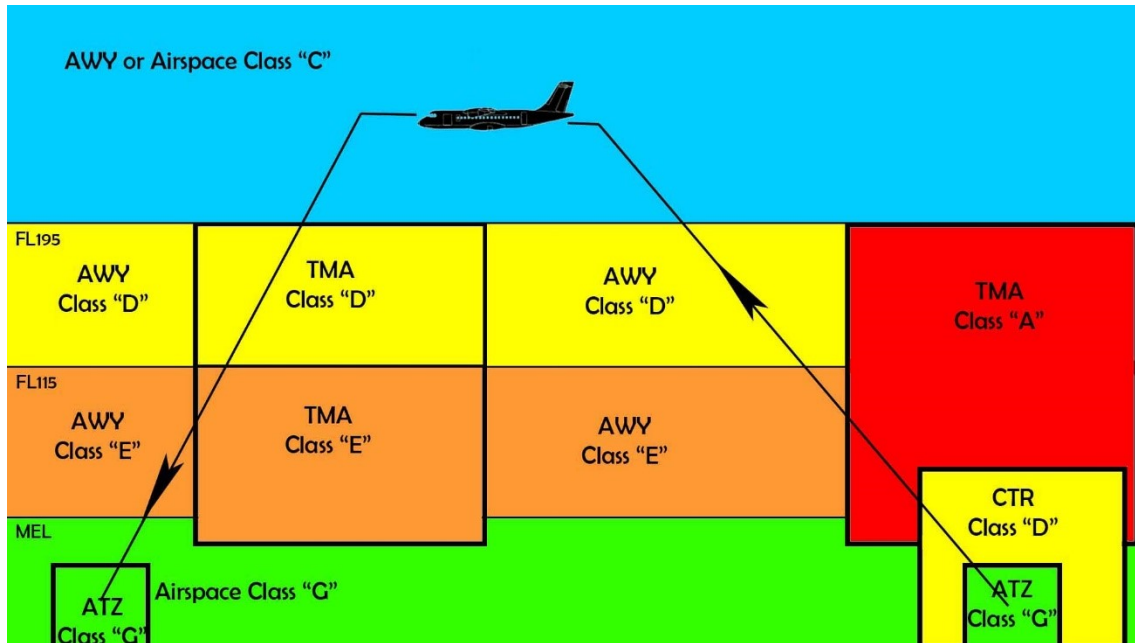 AWY or Airspace Class “C”
FL195
AWY
Class “D”
TMA
Class “D”
AWY
Class “D”
TMA
Class “A”
FL115
AWY
Class “E”
TMA
Class “E”
AWY
Class “E”
CTR
Class “D”
MEL
Airspace Class “G”
ATZ
Class “G”
ATZ
Class “G”